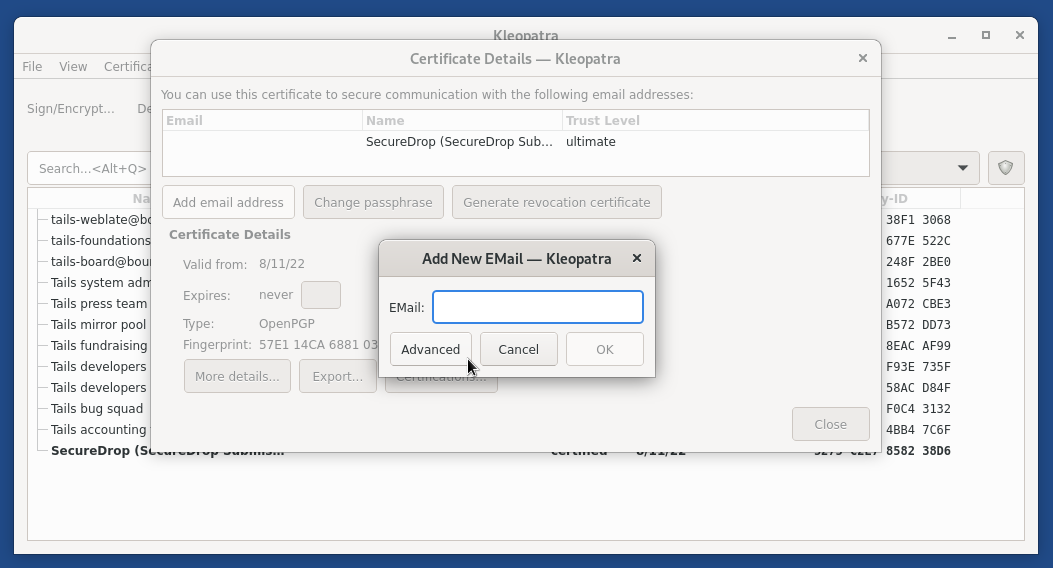 Kleopatra
File View Certifica
Sign/Encrypt... De
Search...<Alt+Q>
Certificate Details — Kleopatra
You can use this certificate to secure communication with the following email addresses:
Email Name Trust Level
SecureDrop (SecureDrop Sub... ultimate
Add email address Change passphrase Generate revocation certificate
Certificate Details
Valid from: 8/11/22
Expires: never
Type: OpenPGP
Fingerprint: 57E1 14CA 6881 03
More details... Export... Certifications...
Close
Add New EMail — Kleopatra
EMail:
Advanced Cancel OK
Na y-ID
tails-weblate@bo 38F1 3068
tails-foundations 677E 522C
tails-board@bou 248F 2BE0
Tails system adm 1652 5F43
Tails press team A072 CBE3
Tails mirror pool B572 DD73
Tails fundraising 8EAC AF99
Tails developers F93E 735F
Tails developers 58AC D84F
Tails bug squad F0C4 3132
Tails accounting 4BB4 7C6F
SecureDrop (SecureDrop Submis... certified 8/11/22 8582 38D6